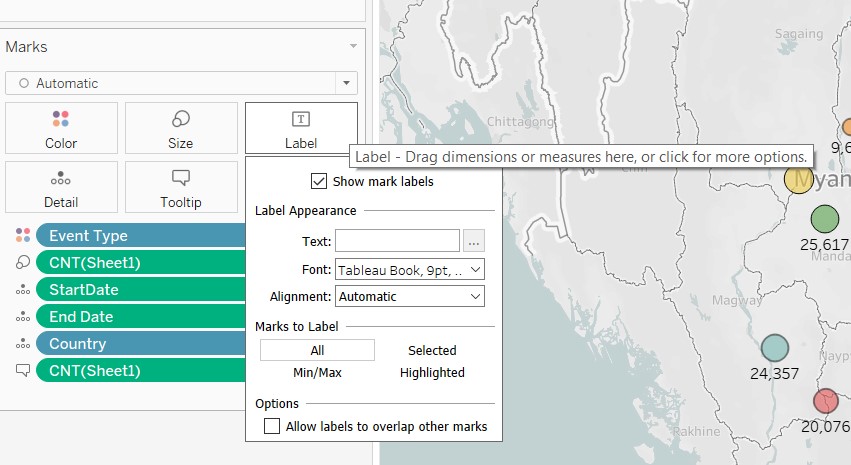 Marks
Automatic
Color
Size
Label
Label - Drag dimensions or measures here, or click for more options.
Detail
Tooltip
Show mark labels
Label Appearance
Text:
...
Font:
Tableau Book, 9pt, ..
Alignment:
Automatic
Marks to Label
All
Selected
Min/Max
Highlighted
Options
Allow labels to overlap other marks
Event Type
CNT(Sheet1)
StartDate
End Date
Country
CNT(Sheet1)
Sagaing
Chittagong
Chin
9,6
Myan
25,617
Manda
Magway
24,357
Nayp
20,076
Rakhine